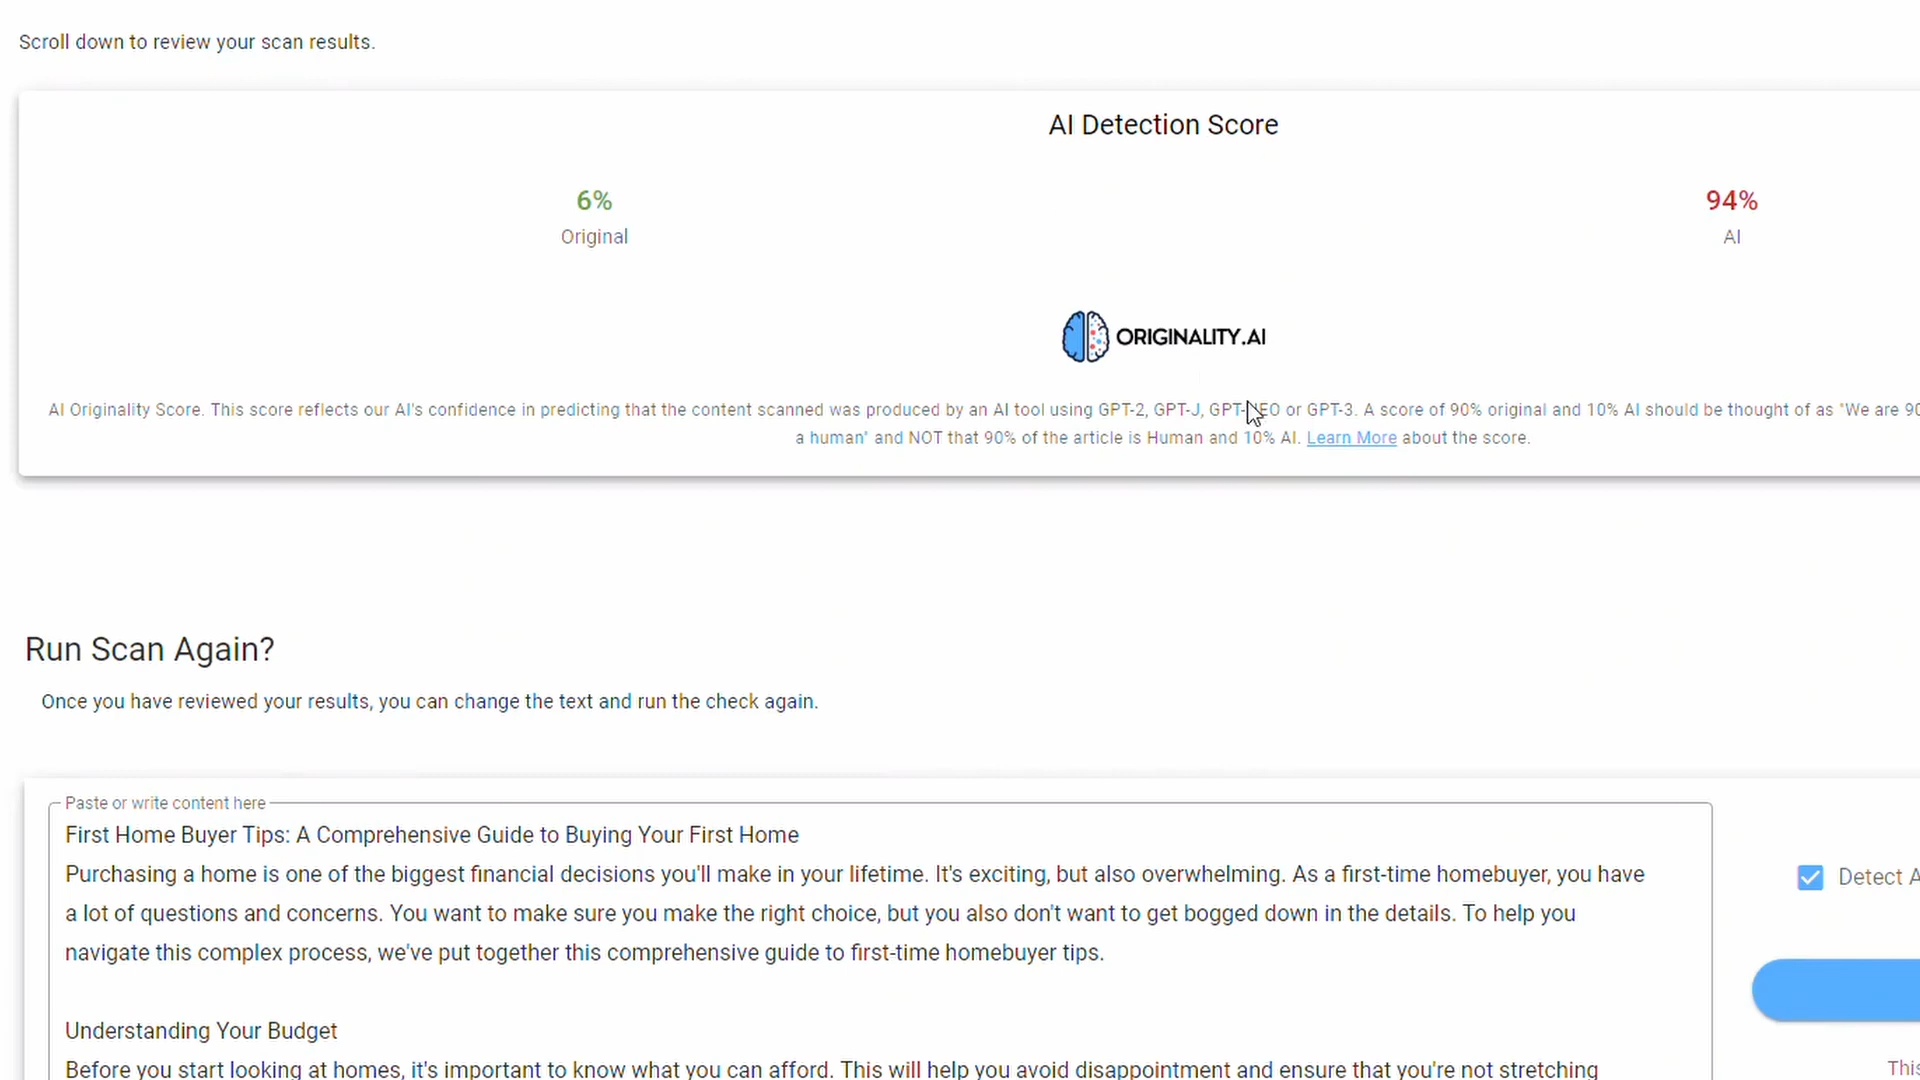 Scroll down to review your scan results.
AI Detection Score
6%
94%
Original
AI
ORIGINALITY.AI
AI Originality Score. This score reflects our AI's confidence in predicting that the content scanned was produced by an AI tool using GPT-2, GPT-J, GPT-NEO or GPT-3. A score of 90% original and 10% AI should be thought of as "We are 90
a human" and NOT that 90% of the article is Human and 10% AI. Learn More about the score.
Run Scan Again?
Once you have reviewed your results, you can change the text and run the check again.
Paste or write content here
First Home Buyer Tips: A Comprehensive Guide to Buying Your First Home
Purchasing a home is one of the biggest financial decisions you'll make in your lifetime. It's exciting, but also overwhelming. As a first-time homebuyer, you have
a lot of questions and concerns. You want to make sure you make the right choice, but you also don't want to get bogged down in the details. To help you
navigate this complex process, we've put together this comprehensive guide to first-time homebuyer tips.
Detect A
Understanding Your Budget
Before you start looking at homes, it's important to know what you can afford. This will help you avoid disappointment and ensure that you're not stretching
This